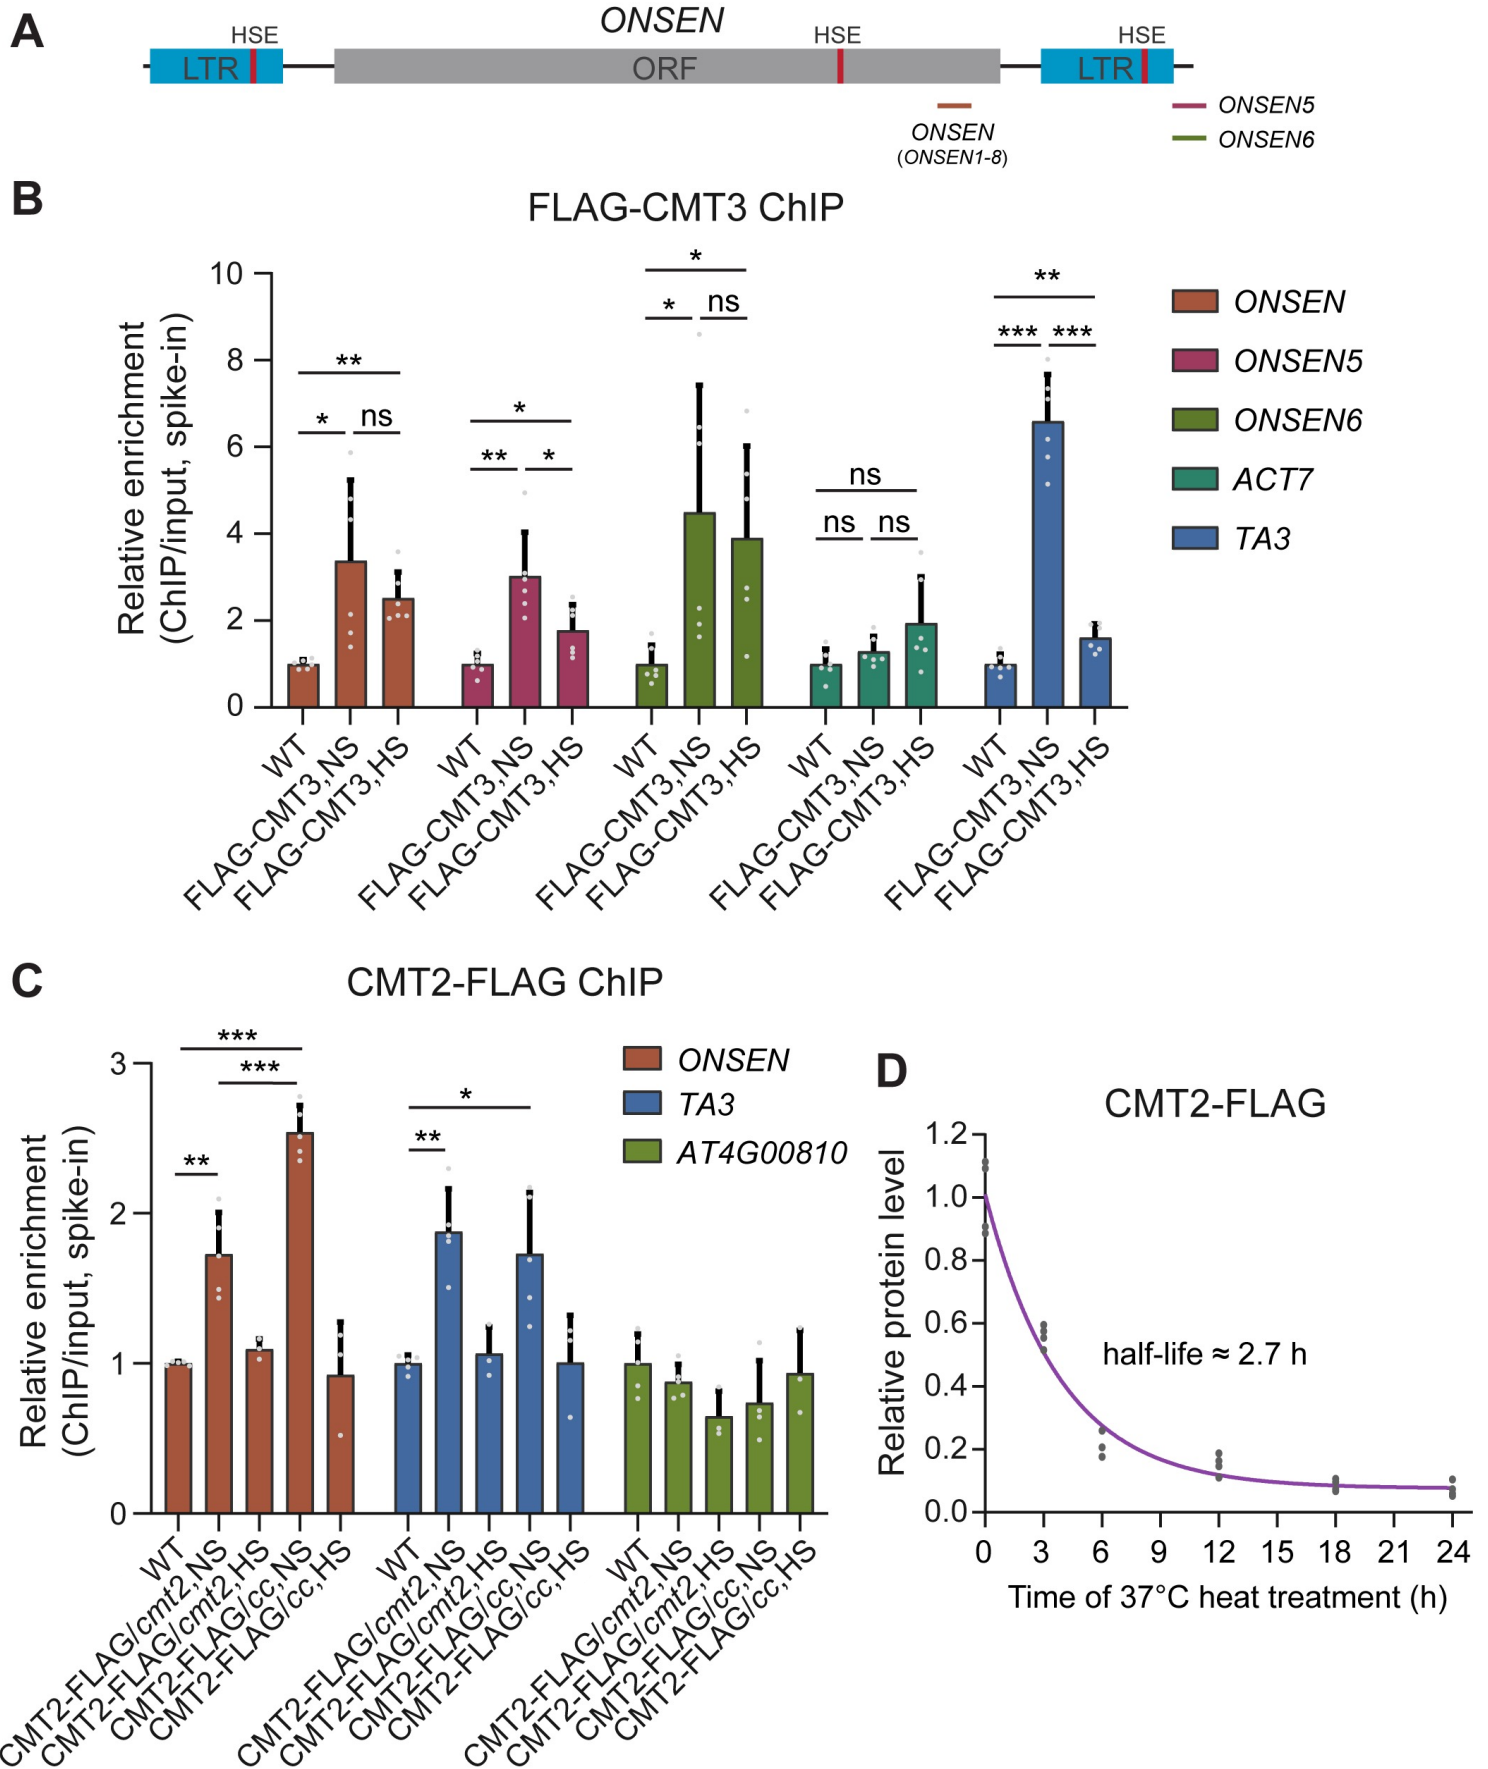 A
ONSEN
HSE
HSE
HSE
LTR
ORF
LTR
ONSEN
(ONSEN1-8)
ONSEN5
ONSEN6
B
FLAG-CMT3 ChIP
Relative enrichment
(ChIP/input, spike-in)
10
8
6
4
2
0
**
*
ns
*
**
*
*
*
ns
ns
ns
ns
**
***
***
ONSEN
ONSEN5
ONSEN6
ACT7
TA3
WT
FLAG-CMT3,NS
FLAG-CMT3,HS
WT
FLAG-CMT3,NS
FLAG-CMT3,HS
WT
FLAG-CMT3,NS
FLAG-CMT3,HS
WT
FLAG-CMT3,NS
FLAG-CMT3,HS
WT
FLAG-CMT3,NS
FLAG-CMT3,HS
C
CMT2-FLAG ChIP
Relative enrichment
(ChIP/input, spike-in)
3
2
1
0
***
***
**
*
**
ONSEN
TA3
AT4G00810
WT
CMT2-FLAG/cmt2,NS
CMT2-FLAG/cmt2,HS
CMT2-FLAG/cc,NS
CMT2-FLAG/cc,HS
WT
CMT2-FLAG/cmt2,NS
CMT2-FLAG/cmt2,HS
CMT2-FLAG/cc,NS
CMT2-FLAG/cc,HS
WT
CMT2-FLAG/cmt2,NS
CMT2-FLAG/cmt2,HS
CMT2-FLAG/cc,NS
CMT2-FLAG/cc,HS
D
CMT2-FLAG
Relative protein level
1.2
1.0
0.8
0.6
0.4
0.2
0.0
half-life ≈ 2.7 h
0 3 6 9 12 15 18 21 24
Time of 37°C heat treatment (h)